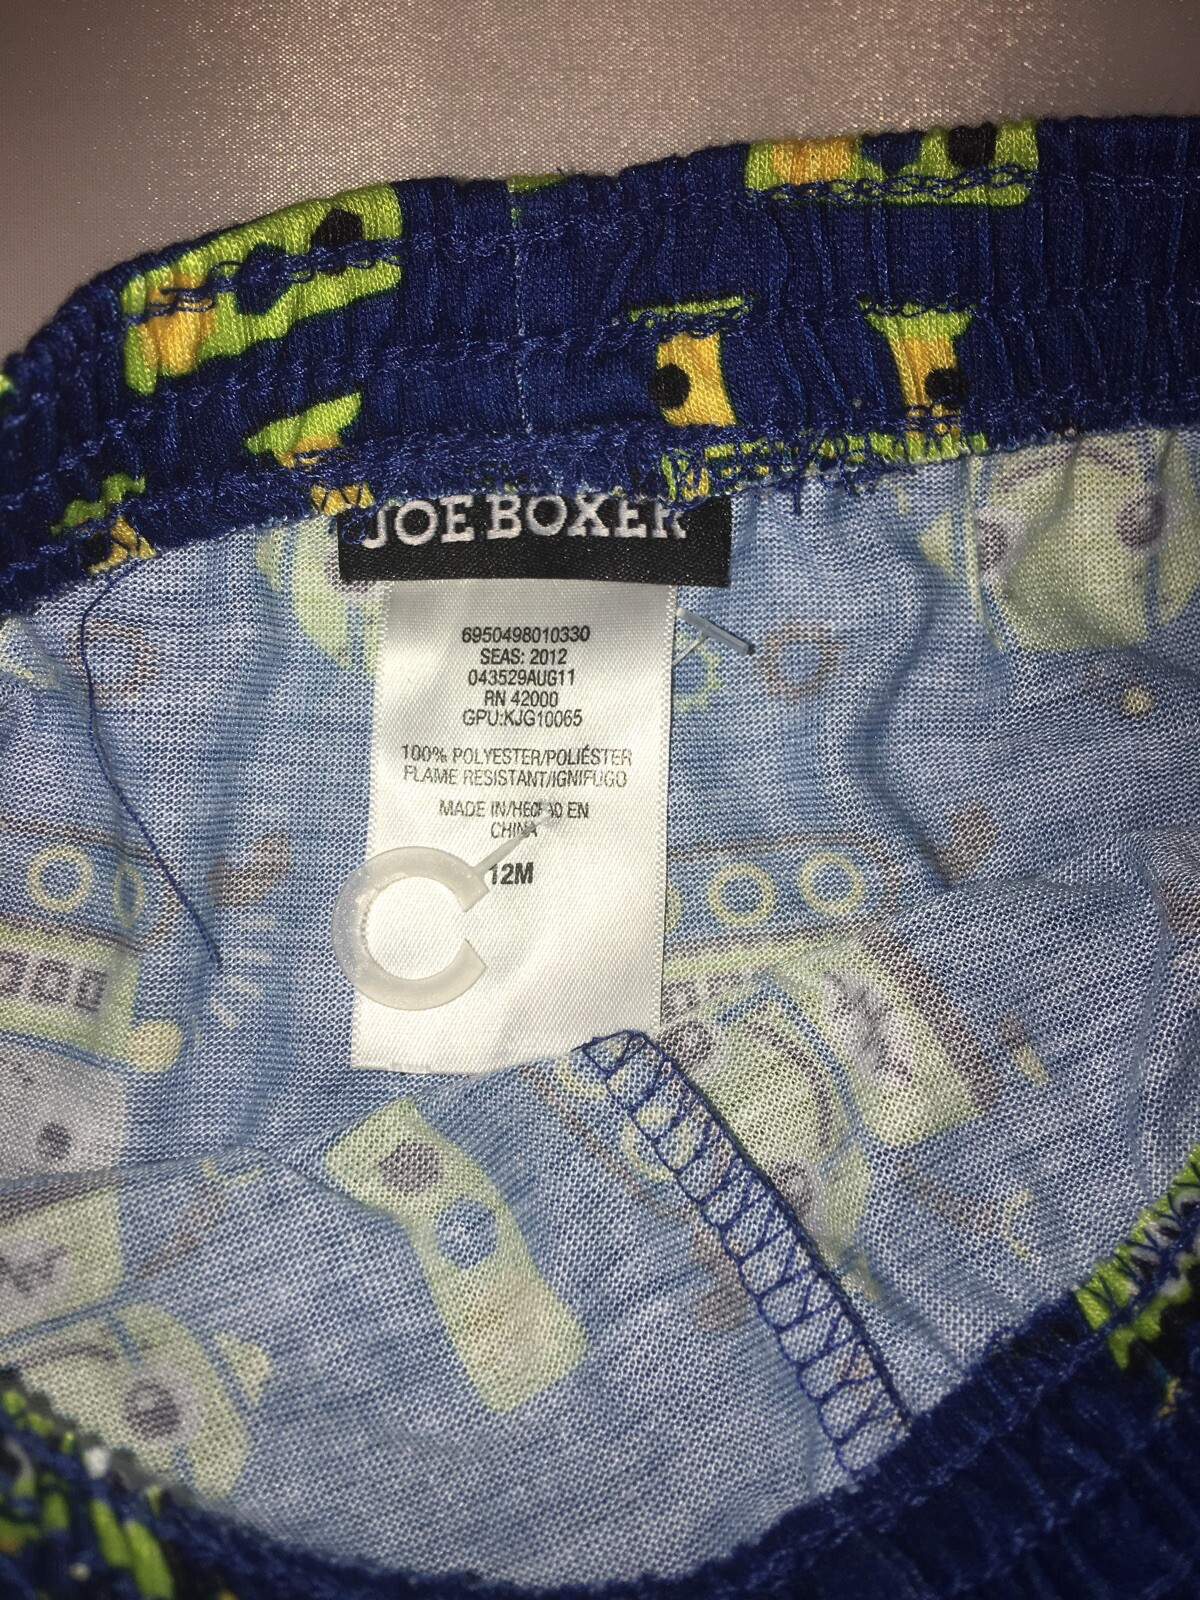 JOE BOXER
6950498010330
SEAS: 2012
043529AUG11
RN 42000
GPU:KJG10065
100% POLYESTER/POLIÉSTER
FLAME RESISTANT/IGNIFUGO
MADE IN/HECHO EN
CHINA
12M